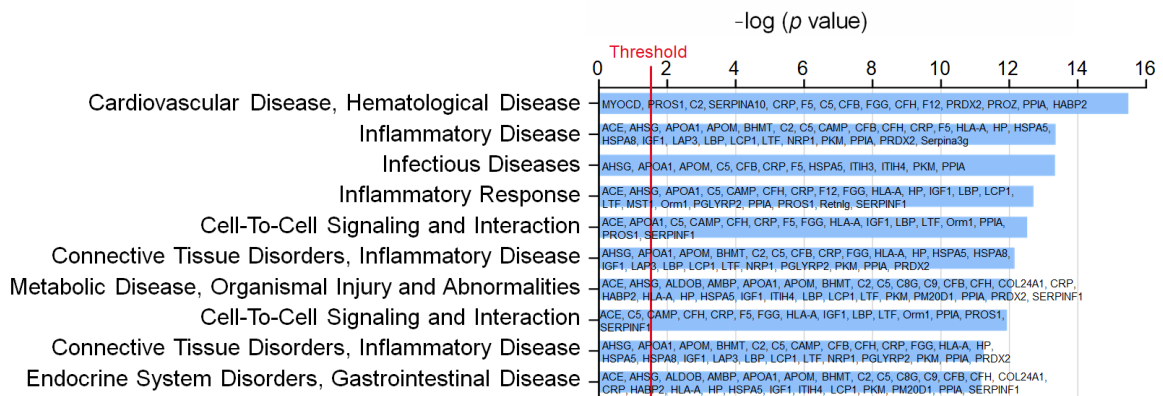 -log (p value)
Threshold
0 2 4 6 8 10 12 14 16
Cardiovascular Disease, Hematological Disease
MYOCD, PROS1, C2, SERPINA10, CRP, F5, C5, CFB, FGG, CFH, F12, PRDX2, PROZ, PPIA, HABP2
Inflammatory Disease
ACE, AHSG, APOA1, APOM, BHMT, C2, C5, CAMP, CFB, CFH, CRP, F5, HLA-A, HP, HSPA5,
HSPA8, IGF1, LAP3, LBP, LCP1, LTF, NRP1, PKM, PPIA, PRDX2, Serpina3g
Infectious Diseases
AHSG, APOA1, APOM, C5, CFB, CRP, F5, HSPA5, ITIH3, ITIH4, PKM, PPIA
Inflammatory Response
ACE, AHSG, APOA1, C5, CAMP, CFH, CRP, F12, FGG, HLA-A, HP, IGF1, LBP, LCP1,
LTF, MST1, Orm1, PGLYRP2, PPIA, PROS1, Retnlg, SERPINF1
Cell-To-Cell Signaling and Interaction
ACE, APOA1, C5, CAMP, CFH, CRP, F5, FGG, HLA-A, IGF1, LBP, LTF, Orm1, PPIA,
PROS1, SERPINF1
Connective Tissue Disorders, Inflammatory Disease
AHSG, APOA1, APOM, BHMT, C2, C5, CFB, CRP, FGG, HLA-A, HP, HSPA5, HSPA8,
IGF1, LAP3, LBP, LCP1, LTF, NRP1, PGLYRP2, PKM, PPIA, PRDX2
Metabolic Disease, Organismal Injury and Abnormalities
ACE, AHSG, ALDOB, AMBP, APOA1, APOM, BHMT, C2, C5, C8G, C9, CFB, CFH, COL24A1, CRP,
HABP2, HLA-A, HP, HSPA5, IGF1, ITIH4, LBP, LCP1, LTF, PKM, PM20D1, PPIA, PRDX2, SERPINF1
Cell-To-Cell Signaling and Interaction
ACE, C5, CAMP, CFH, CRP, F5, FGG, HLA-A, IGF1, LBP, LTF, Orm1, PPIA, PROS1,
SERPINF1
Connective Tissue Disorders, Inflammatory Disease
AHSG, APOA1, APOM, BHMT, C2, C5, CAMP, CFB, CFH, CRP, FGG, HLA-A, HP,
HSPA5, HSPA8, IGF1, LAP3, LBP, LCP1, LTF, NRP1, PGLYRP2, PKM, PPIA, PRDX2
Endocrine System Disorders, Gastrointestinal Disease
ACE, AHSG, ALDOB, AMBP, APOA1, APOM, BHMT, C2, C5, C8G, C9, CFB, CFH, COL24A1,
CRP, HABP2, HLA-A, HP, HSPA5, IGF1, ITIH4, LCP1, PKM, PM20D1, PPIA, SERPINF1